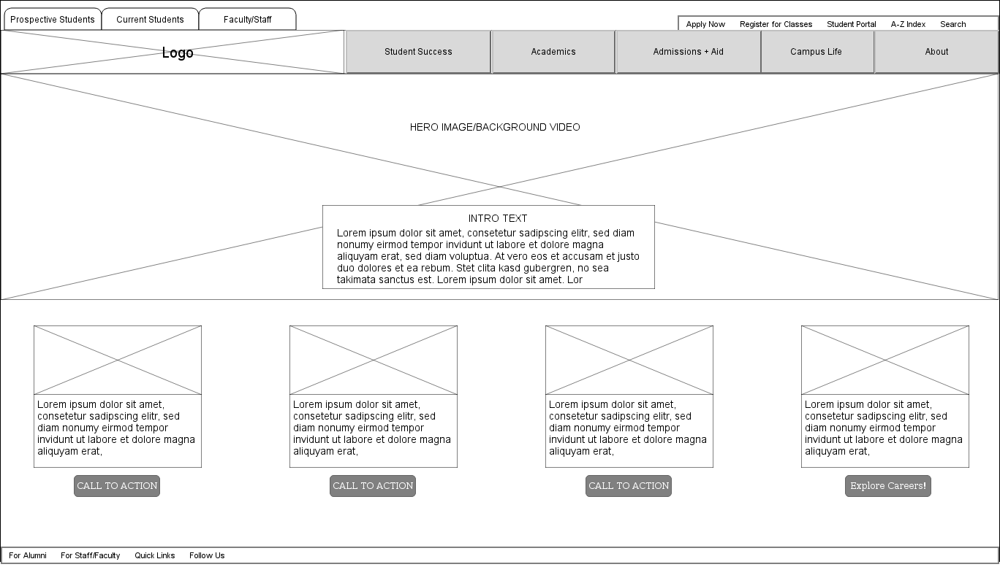 Prospective Students
Current Students
Faculty/Staff
Apply Now
Register for Classes
Student Portal
A-Z Index
Search
Logo
Student Success
Academics
Admissions + Aid
Campus Life
About
HERO IMAGE/BACKGROUND VIDEO
INTRO TEXT
Lorem ipsum dolor sit amet, consetetur sadipscing elitr, sed diam
nonumy eirmod tempor invidunt ut labore et dolore magna
aliquyam erat, sed diam voluptua. At vero eos et accusam et justo
duo dolores et ea rebum. Stet clita kasd gubergren, no sea
takimata sanctus est. Lorem ipsum dolor sit amet. Lor
Lorem ipsum dolor sit amet,
consetetur sadipscing elitr, sed
diam nonumy eirmod tempor
invidunt ut labore et dolore magna
aliquyam erat,
CALL TO ACTION
Lorem ipsum dolor sit amet,
consetetur sadipscing elitr, sed
diam nonumy eirmod tempor
invidunt ut labore et dolore magna
aliquyam erat,
CALL TO ACTION
Lorem ipsum dolor sit amet,
consetetur sadipscing elitr, sed
diam nonumy eirmod tempor
invidunt ut labore et dolore magna
aliquyam erat,
CALL TO ACTION
Lorem ipsum dolor sit amet,
consetetur sadipscing elitr, sed
diam nonumy eirmod tempor
invidunt ut labore et dolore magna
aliquyam erat,
Explore Careers!
For Alumni
For Staff/Faculty
Quick Links
Follow Us